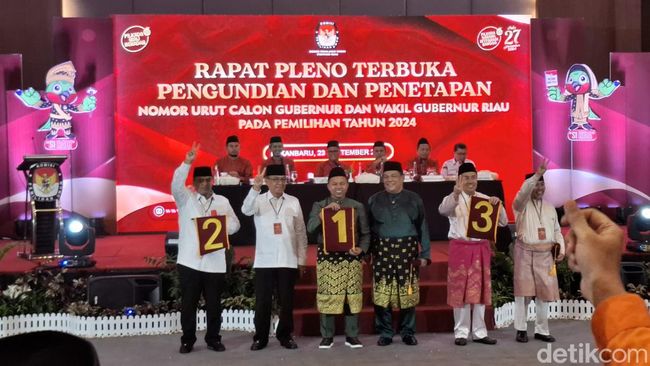 RAPAT PLENO TERBUKA
PENGUNDIAN DAN PENETAPAN
NOMOR URUT CALON GUBERNUR DAN WAKIL GUBERNUR RIAU
PADA PEMILIHAN TAHUN 2024
27
2
1
3
detikcom